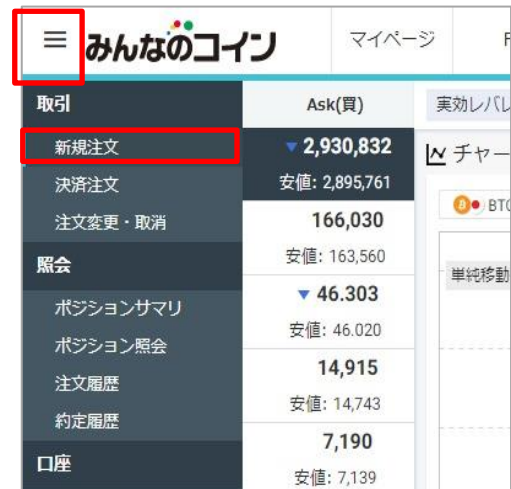 みんなのコイン
マイページ
取引
新規注文
決済注文
注文変更・取消
照会
ポジションサマリ
ポジション照会
注文履歴
約定履歴
口座
Ask(買)
▼ 2,930,832
安値: 2,895,761
166,030
安値: 163,560
▼ 46.303
安値: 46.020
14,915
安値: 14,743
7,190
安値: 7,139
実効レバレ
チャー
BTC
単純移動